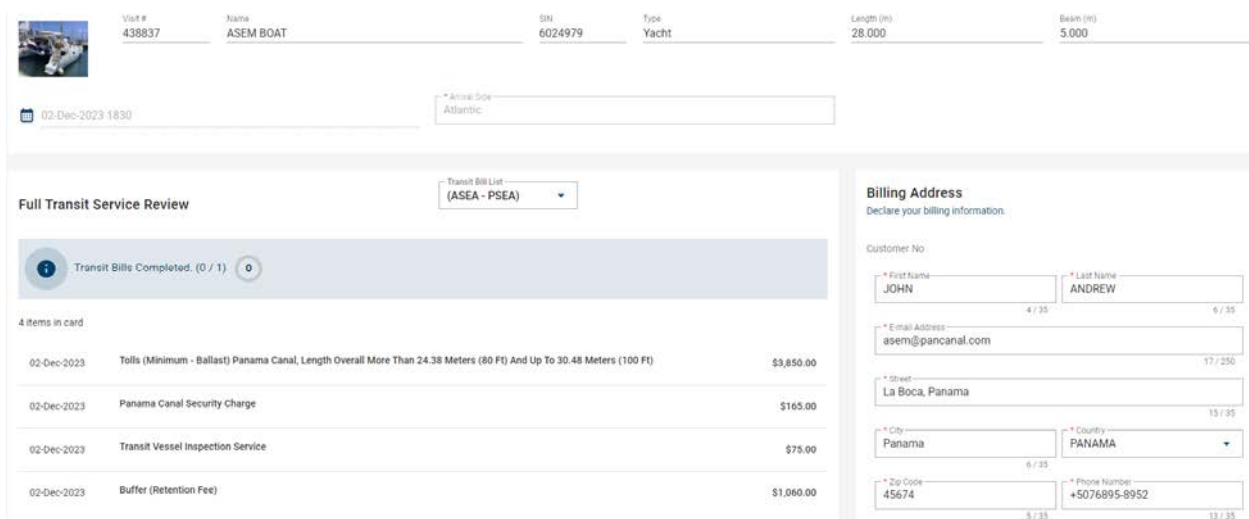 Visit # Name SIN Type Length (m) Beam (m)
438837 ASEM BOAT 6024979 Yacht 28.000 5.000
* Arrival Side
02-Dec-2023 1830 Atlantic
Transit Bill List
Full Transit Service Review (ASEA - PSEA)
Transit Bills Completed. (0 / 1) 0
4 items in card
02-Dec-2023 Tolls (Minimum - Ballast) Panama Canal, Length Overall More Than 24.38 Meters (80 Ft) And Up To 30.48 Meters (100 Ft) $3,850.00
02-Dec-2023 Panama Canal Security Charge $165.00
02-Dec-2023 Transit Vessel Inspection Service $75.00
02-Dec-2023 Buffer (Retention Fee) $1,060.00
Billing Address
Declare your billing information.
Customer No
* First Name * Last Name
JOHN ANDREW
4 / 35 6 / 35
* E-mail Address
asem@pancanal.com
17 / 250
* Street
La Boca, Panama
15 / 35
* City * Country
Panama PANAMA
6 / 35
* Zip Code * Phone Number
45674 +5076895-8952
5 / 35 13 / 35